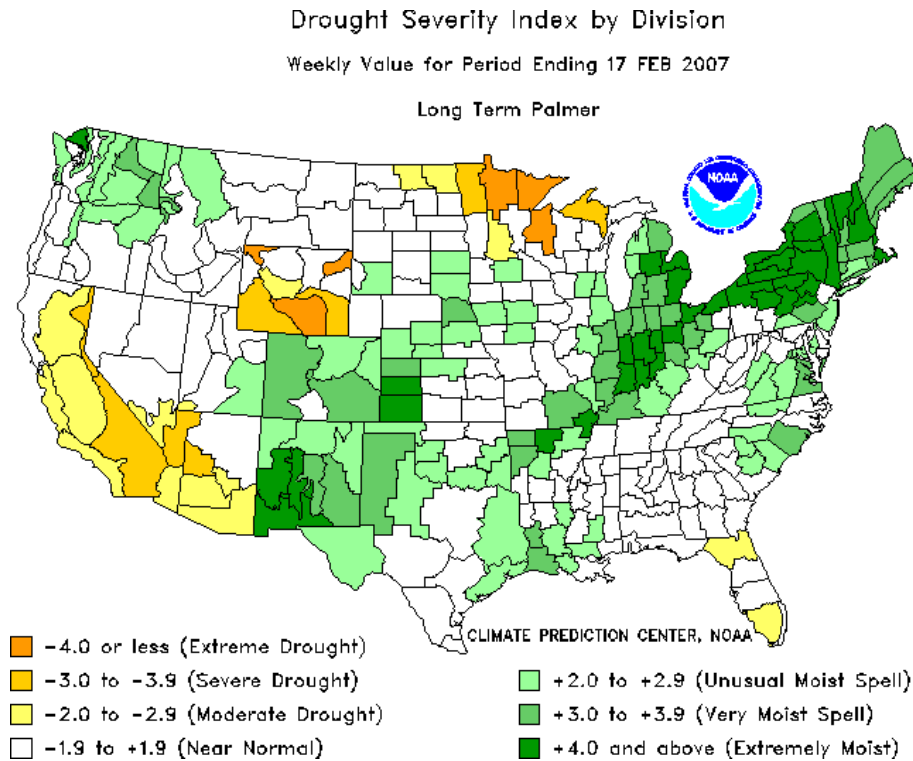 Drought Severity Index by Division
Weekly Value for Period Ending 17 FEB 2007
Long Term Palmer
NOAA
CLIMATE PREDICTION CENTER, NOAA
-4.0 or less (Extreme Drought)
-3.0 to -3.9 (Severe Drought)
-2.0 to -2.9 (Moderate Drought)
-1.9 to +1.9 (Near Normal)
+2.0 to +2.9 (Unusual Moist Spell)
+3.0 to +3.9 (Very Moist Spell)
+4.0 and above (Extremely Moist)